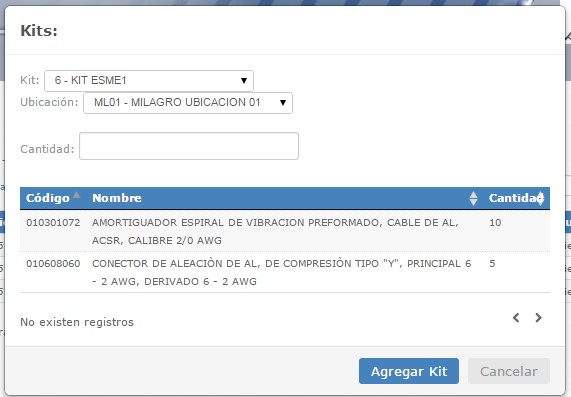 Kits:
Kit: 6 - KIT ESME1
Ubicación: ML01 - MILAGRO UBICACION 01
Cantidad:
Código Nombre Cantidad
010301072 AMORTIGUADOR ESPIRAL DE VIBRACION PREFORMADO, CABLE DE AL, 10
ACSR, CALIBRE 2/0 AWG
010608060 CONECTOR DE ALEACIÒN DE AL, DE COMPRESIÒN TIPO "Y", PRINCIPAL 6 5
- 2 AWG, DERIVADO 6 - 2 AWG
No existen registros
Agregar Kit Cancelar